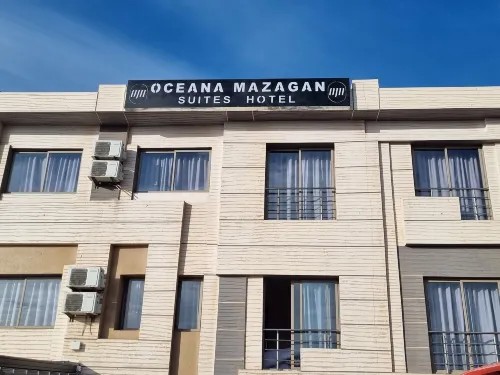 OCEANA MAZAGAN
SUITES HOTEL